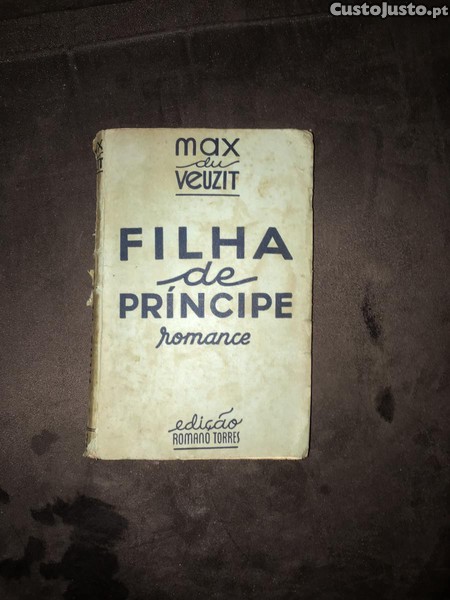 CustoJusto.pt
max
du
VEUZIT
FILHA
de
PRÍNCIPE
romance
edição
ROMANO TORRES